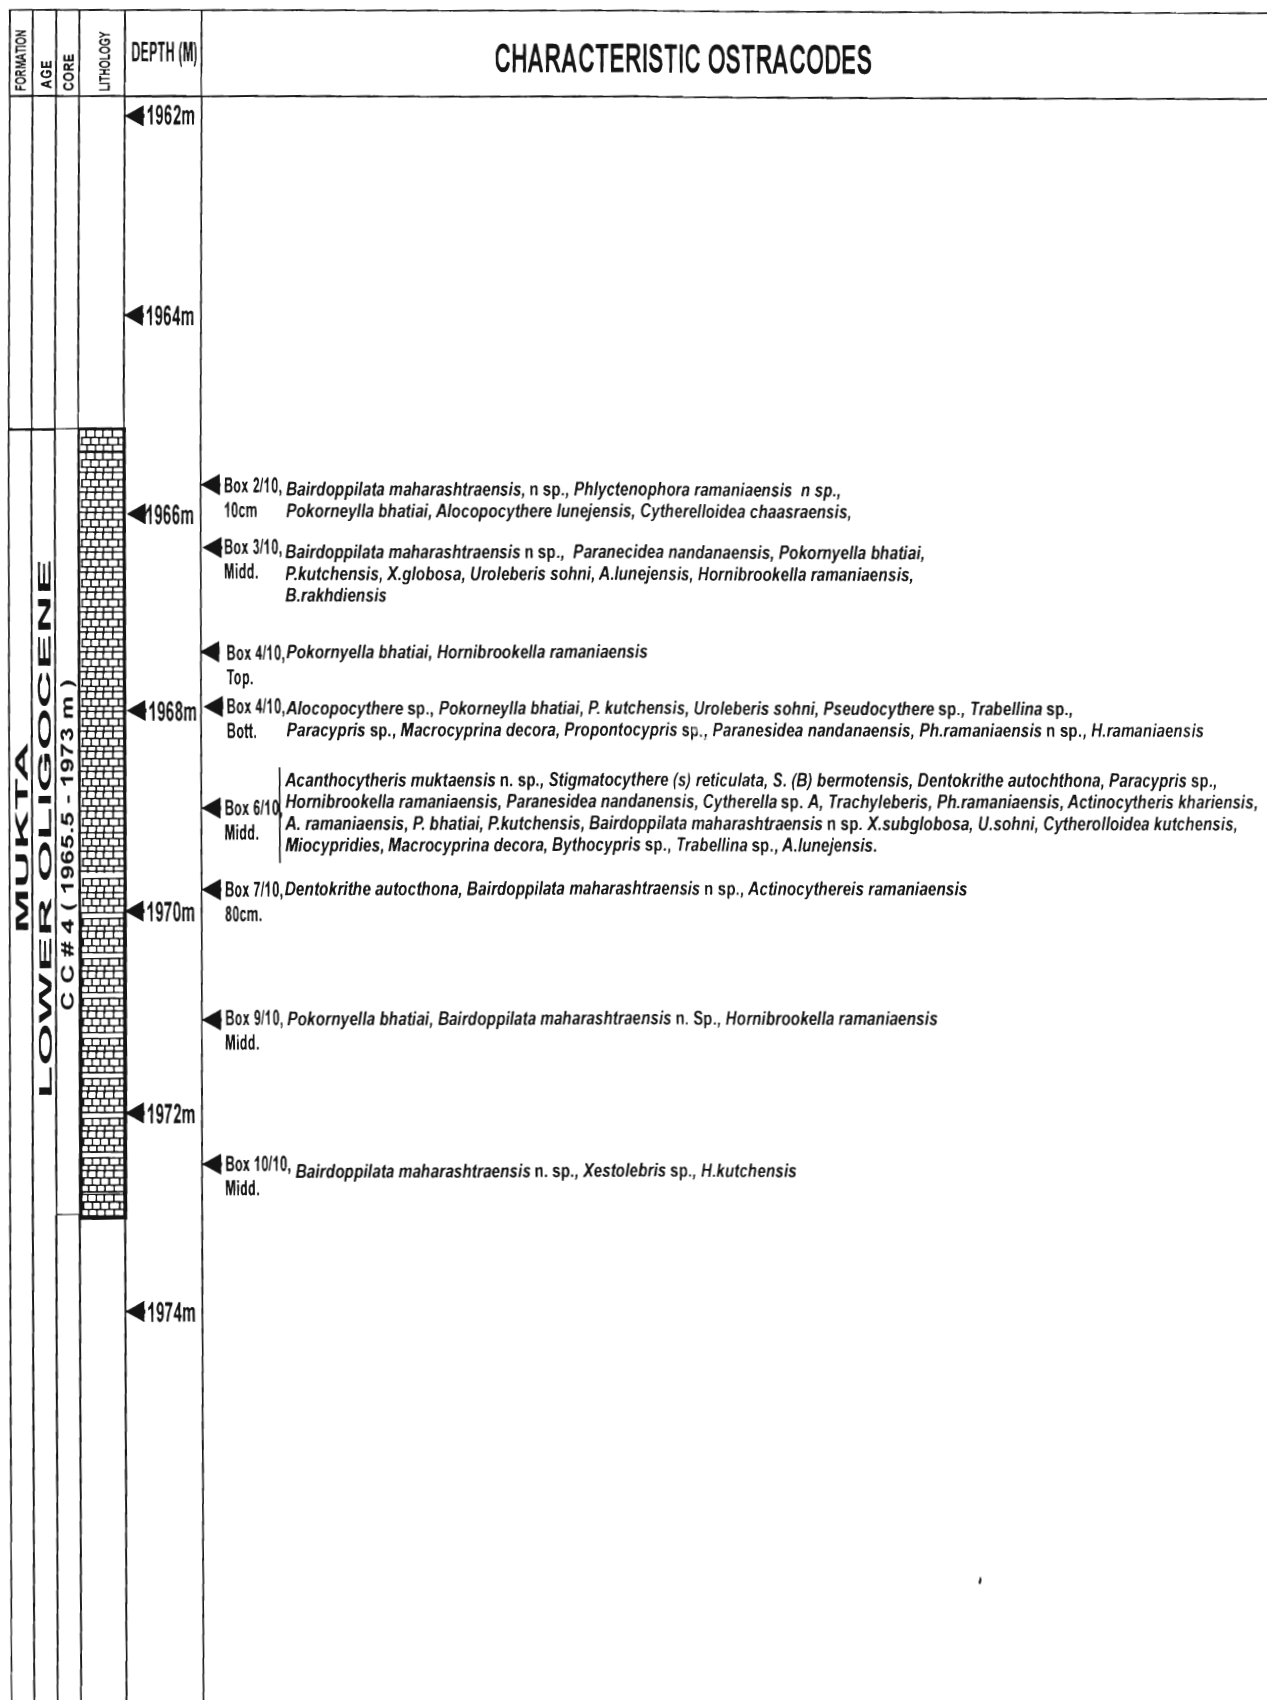 FORMATION
AGE
CORE
LITHOLOGY
DEPTH (M)
CHARACTERISTIC OSTRACODES
MUKTA
LOWER OLIGOCENE
C C # 4 ( 1965.5 - 1973 m )
1962m
1964m
1966m
1968m
1970m
1972m
1974m
Box 2/10, Bairdoppilata maharashtraensis, n sp., Phlyctenophora ramaniaensis n sp.,
10cm Pokorneylla bhatiai, Alocopocythere lunejensis, Cytherelloidea chaasraensis,
Box 3/10, Bairdoppilata maharashtraensis n sp., Paranecidea nandanaensis, Pokornyella bhatiai,
Midd. P.kutchensis, X.globosa, Uroleberis sohni, A.lunejensis, Hornibrookella ramaniaensis,
B.rakhdiensis
Box 4/10, Pokornyella bhatiai, Hornibrookella ramaniaensis
Top.
Box 4/10, Alocopocythere sp., Pokorneylla bhatiai, P. kutchensis, Uroleberis sohni, Pseudocythere sp., Trabellina sp.,
Bott. Paracypris sp., Macrocyprina decora, Propontocypris sp., Paranesidea nandanaensis, Ph.ramaniaensis n sp., H.ramaniaensis
Acanthocytheris muktaensis n. sp., Stigmatocythere (s) reticulata, S. (B) bermotensis, Dentokrithe autochthona, Paracypris sp.,
Box 6/10 Hornibrookella ramaniaensis, Paranesidea nandanensis, Cytherella sp. A, Trachyleberis, Ph.ramaniaensis, Actinocytheris khariensis,
Midd. A. ramaniaensis, P. bhatiai, P.kutchensis, Bairdoppilata maharashtraensis n sp. X.subglobosa, U.sohni, Cytherolloidea kutchensis,
Miocypridies, Macrocyprina decora, Bythocypris sp., Trabellina sp., A.lunejensis.
Box 7/10, Dentokrithe autocthona, Bairdoppilata maharashtraensis n sp., Actinocythereis ramaniaensis
80cm.
Box 9/10, Pokornyella bhatiai, Bairdoppilata maharashtraensis n. Sp., Hornibrookella ramaniaensis
Midd.
Box 10/10, Bairdoppilata maharashtraensis n. sp., Xestolebris sp., H.kutchensis
Midd.